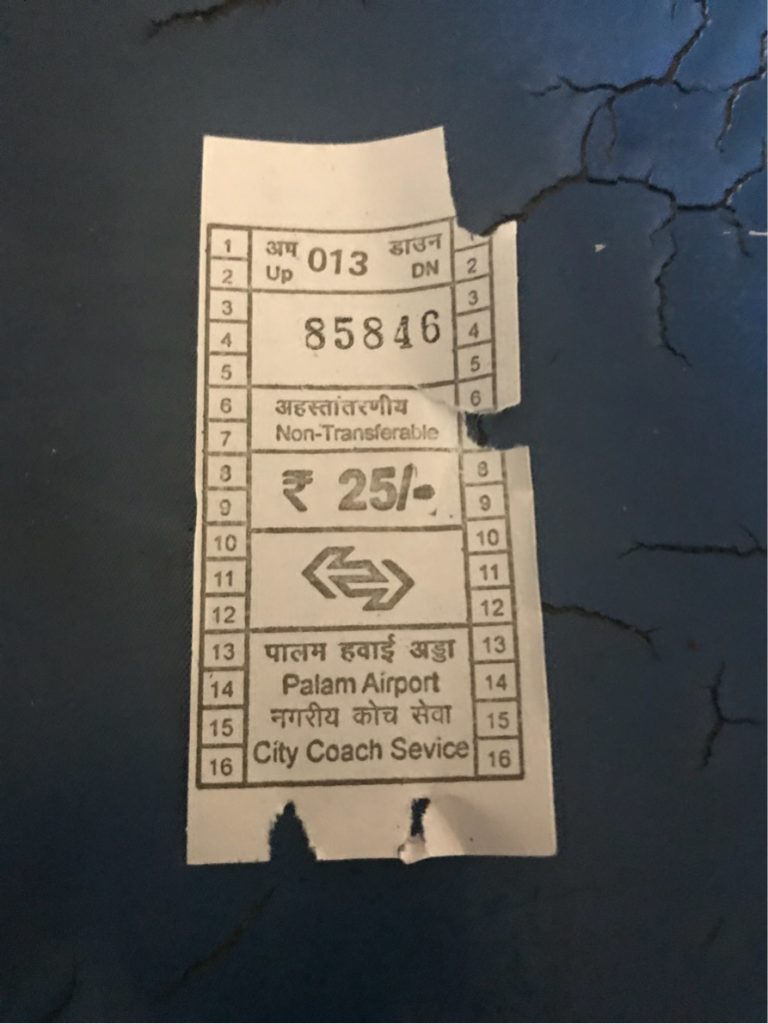 1 अप 013 डाउन 1
2 Up DN 2
3 85846 3
4 4
5 5
6 अहस्तांतरणीय 6
7 Non-Transferable
8 ₹ 25/- 8
9 9
10 10
11 11
12 12
13 पालम हवाई अड्डा 13
14 Palam Airport 14
15 नगरीय कोच सेवा 15
16 City Coach Sevice 16